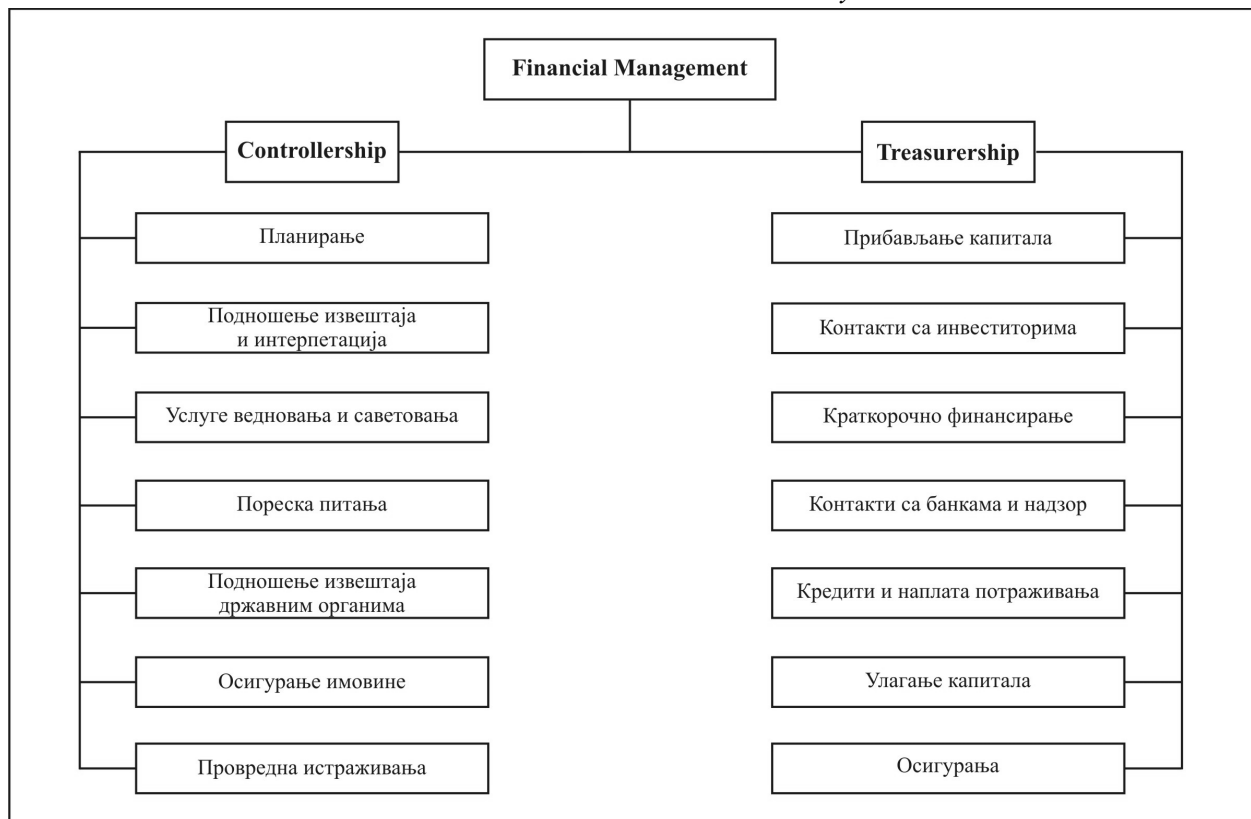 Financial Management
Controllership
Планирање
Подношење извештаја
и интерпетација
Услуге ведновања и саветовања
Пореска питања
Подношење извештаја
државним органима
Осигурање имовине
Провредна истраживања
Treasurership
Прибављање капитала
Контакти са инвеститорима
Краткорочно финансирање
Контакти са банкама и надзор
Кредити и наплата потраживања
Улагање капитала
Осигурања